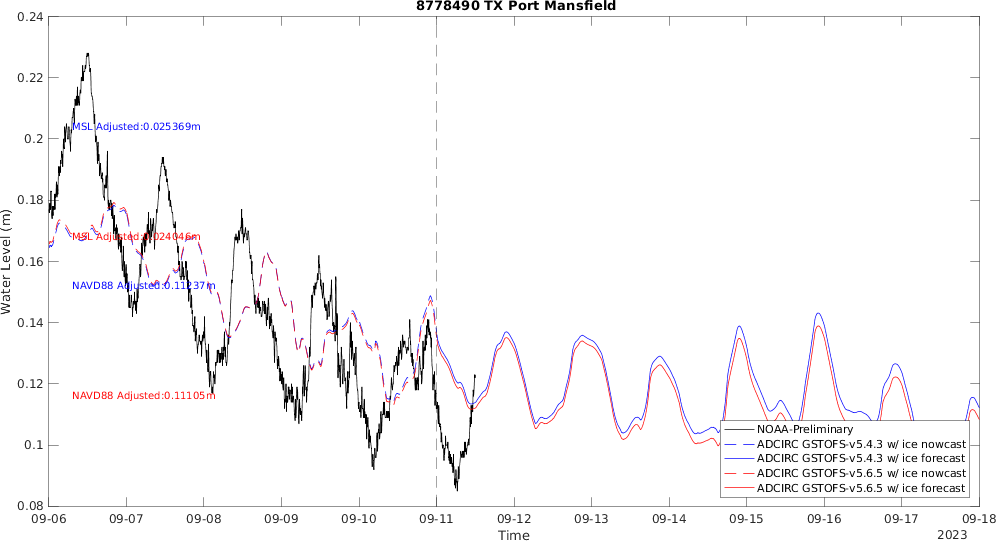 8778490 TX Port Mansfield
0.24
0.22
0.2
0.18
0.16
0.14
0.12
0.1
0.08
Water Level (m)
MSL Adjusted:0.025369m
MSL Adjusted:0.024046m
NAVD88 Adjusted:0.11237m
NAVD88 Adjusted:0.11105m
NOAA-Preliminary
ADCIRC GSTOFS-v5.4.3 w/ ice nowcast
ADCIRC GSTOFS-v5.4.3 w/ ice forecast
ADCIRC GSTOFS-v5.6.5 w/ ice nowcast
ADCIRC GSTOFS-v5.6.5 w/ ice forecast
09-06 09-07 09-08 09-09 09-10 09-11 09-12 09-13 09-14 09-15 09-16 09-17 09-18
Time
2023